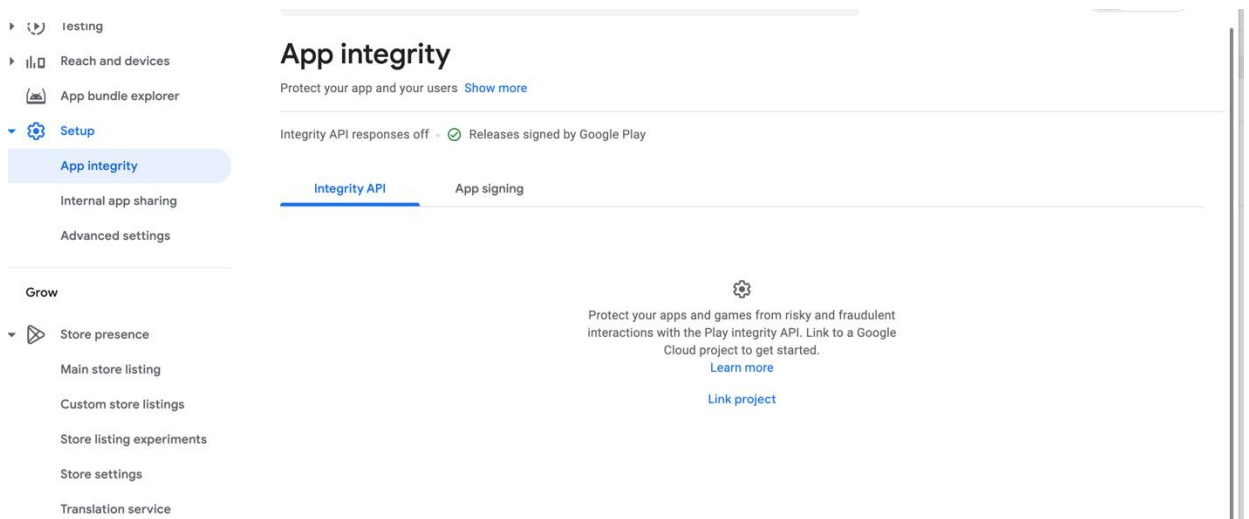 Testing
Reach and devices
App bundle explorer
Setup
App integrity
Internal app sharing
Advanced settings
Grow
Store presence
Main store listing
Custom store listings
Store listing experiments
Store settings
Translation service
App integrity
Protect your app and your users Show more
Integrity API responses off • Releases signed by Google Play
Integrity API App signing
Protect your apps and games from risky and fraudulent
interactions with the Play integrity API. Link to a Google
Cloud project to get started.
Learn more
Link project